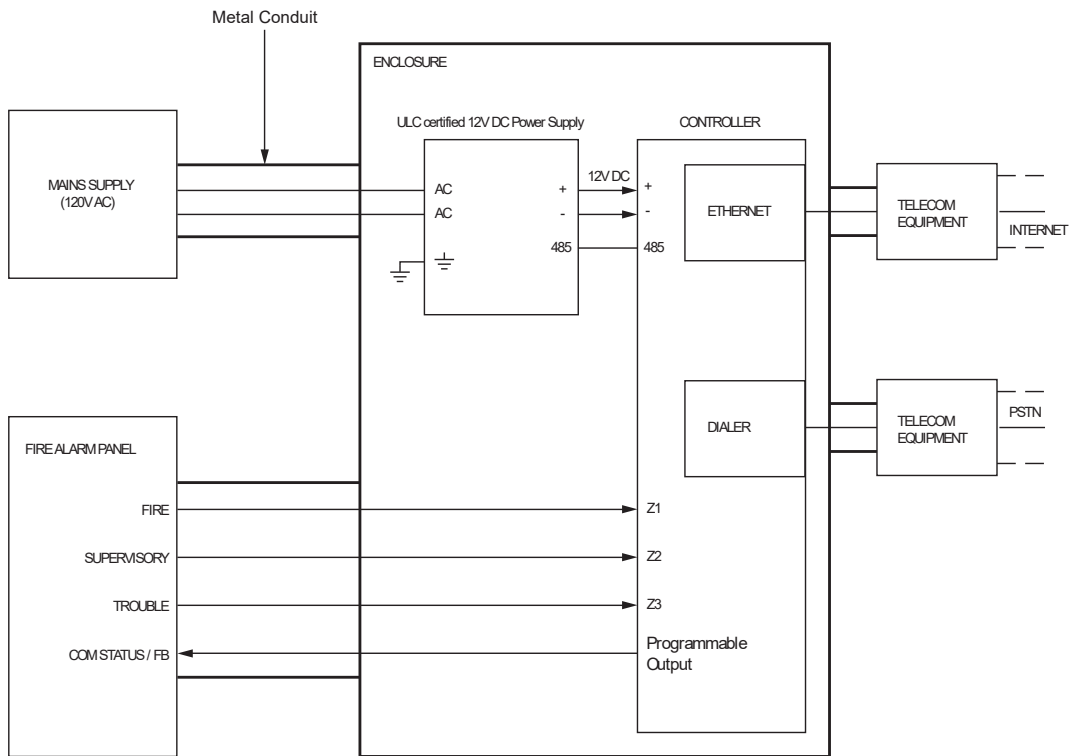 Metal Conduit
ENCLOSURE
MAINS SUPPLY
(120V AC)
ULC certified 12V DC Power Supply
AC
AC
+
-
485
12V DC
CONTROLLER
+
-
485
ETHERNET
TELECOM
EQUIPMENT
INTERNET
DIALER
TELECOM
EQUIPMENT
PSTN
FIRE ALARM PANEL
FIRE
SUPERVISORY
TROUBLE
COM STATUS / FB
Z1
Z2
Z3
Programmable
Output